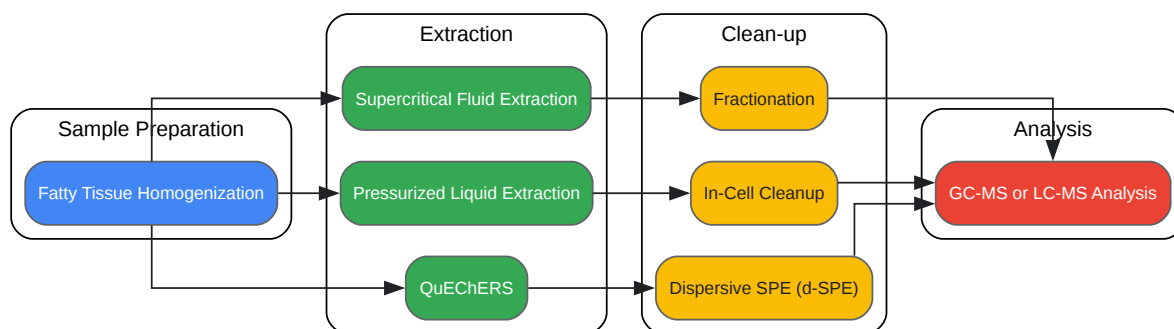 Extraction
Clean-up
Supercritical Fluid Extraction
Fractionation
Sample Preparation
Analysis
Fatty Tissue Homogenization
Pressurized Liquid Extraction
In-Cell Cleanup
GC-MS or LC-MS Analysis
QuEChERS
Dispersive SPE (d-SPE)